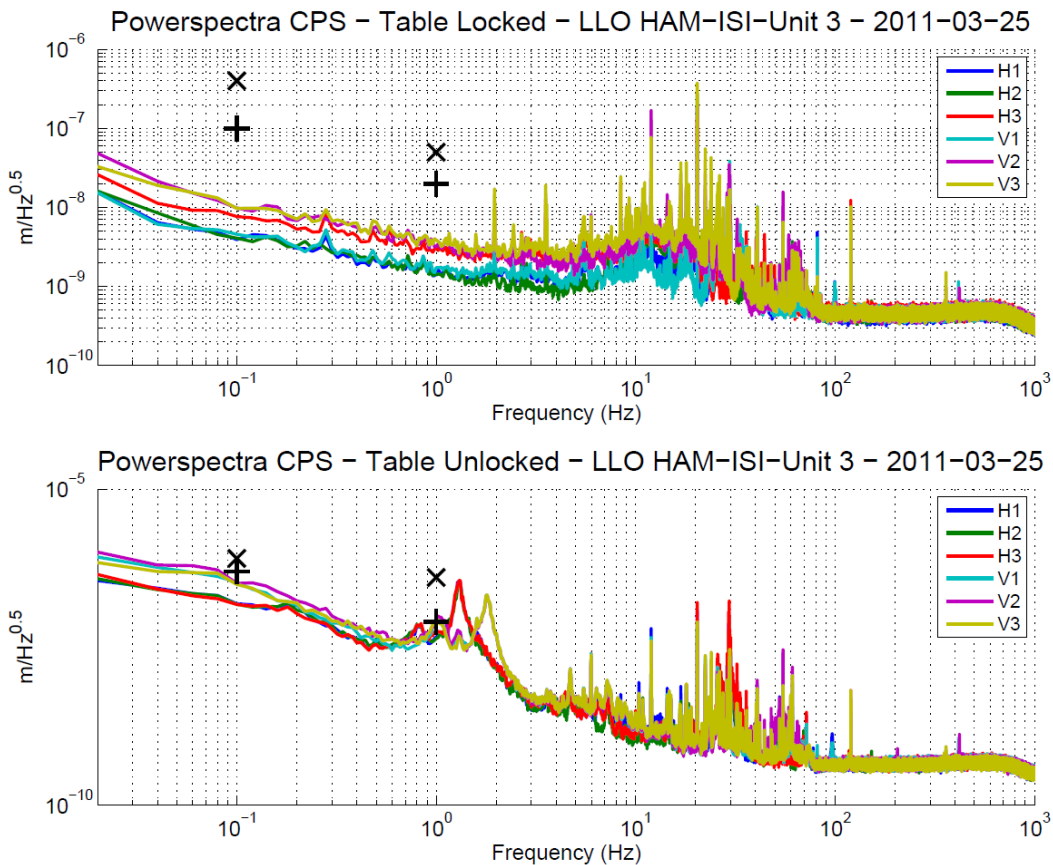 Powerspectra CPS − Table Locked − LLO HAM−ISI−Unit 3 − 2011−03−25
10^−6
10^−7
10^−8
10^−9
10^−10
m/Hz^0.5
H1
H2
H3
V1
V2
V3
10^−1
10^0
10^1
10^2
10^3
Frequency (Hz)
Powerspectra CPS − Table Unlocked − LLO HAM−ISI−Unit 3 − 2011−03−25
10^−5
10^−10
m/Hz^0.5
H1
H2
H3
V1
V2
V3
10^−1
10^0
10^1
10^2
10^3
Frequency (Hz)